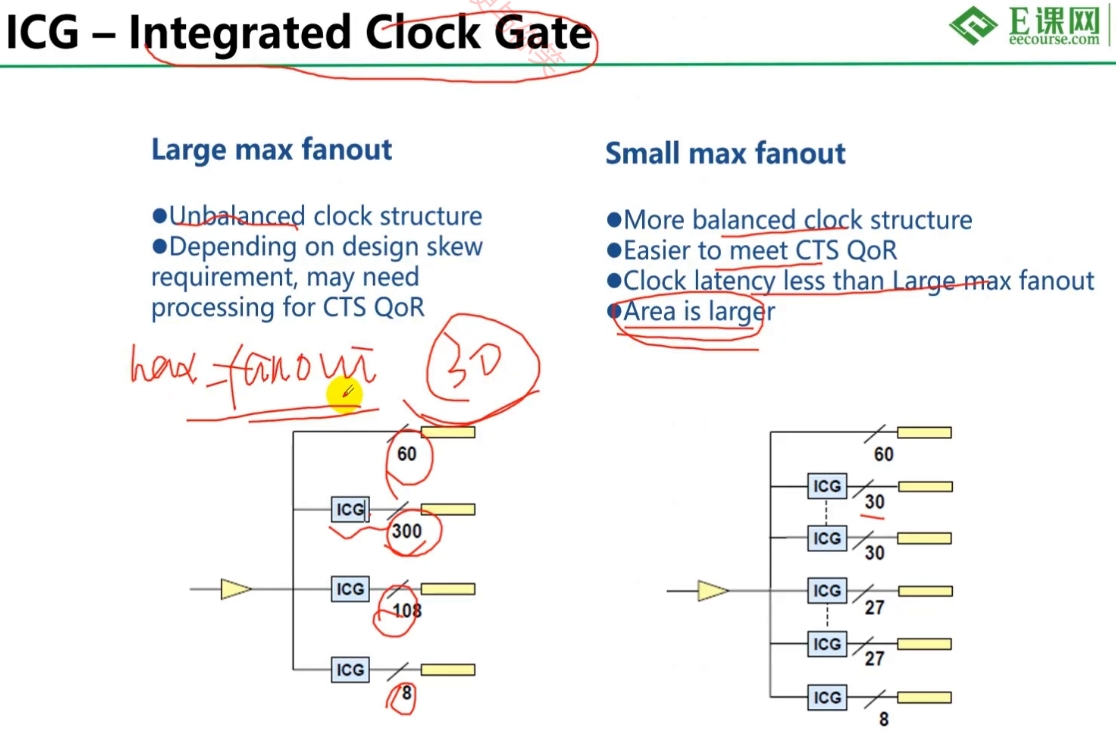 ICG – Integrated Clock Gate
E课网
eecourse.com
Large max fanout
●Unbalanced clock structure
●Depending on design skew
requirement, may need
processing for CTS QoR
Small max fanout
●More balanced clock structure
●Easier to meet CTS QoR
●Clock latency less than Large max fanout
●Area is larger
max_fanout 30
60
ICG
300
ICG
108
ICG
8
60
ICG
30
ICG
30
ICG
27
ICG
27
ICG
8